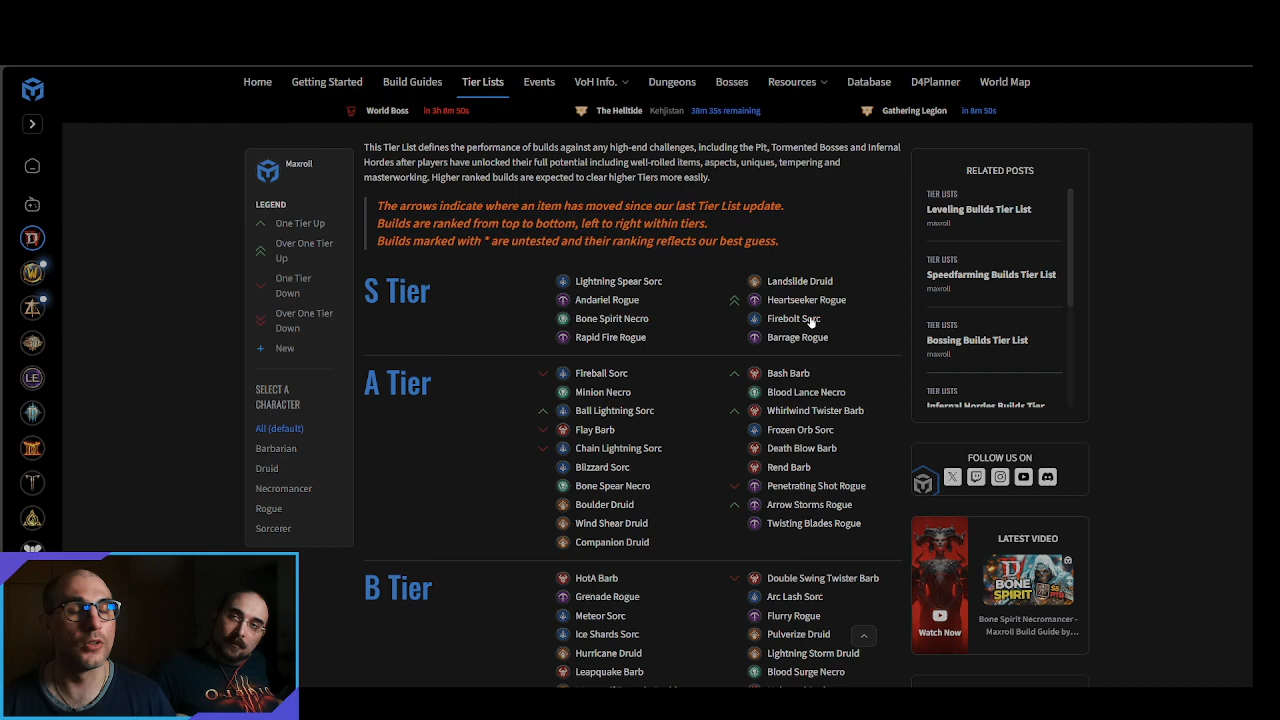 Home Getting Started Build Guides Tier Lists Events VoH Info. Dungeons Bosses Resources Database D4Planner World Map
World Boss in 3h 8m 50s The Helltide Kehjistan 38m 35s remaining Gathering Legion in 8m 50s
Maxroll
LEGEND
One Tier Up
Over One Tier
Up
One Tier
Down
Over One Tier
Down
New
SELECT A
CHARACTER
All (default)
Barbarian
Druid
Necromancer
Rogue
Sorcerer
This Tier List defines the performance of builds against any high-end challenges, including the Pit, Tormented Bosses and Infernal
Hordes after players have unlocked their full potential including well-rolled items, aspects, uniques, tempering and
masterworking. Higher ranked builds are expected to clear higher Tiers more easily.
The arrows indicate where an item has moved since our last Tier List update.
Builds are ranked from top to bottom, left to right within tiers.
Builds marked with * are untested and their ranking reflects our best guess.
S Tier
Lightning Spear Sorc Landslide Druid
Andariel Rogue Heartseeker Rogue
Bone Spirit Necro Firebolt Sorc
Rapid Fire Rogue Barrage Rogue
A Tier
Fireball Sorc Bash Barb
Minion Necro Blood Lance Necro
Ball Lightning Sorc Whirlwind Twister Barb
Flay Barb Frozen Orb Sorc
Chain Lightning Sorc Death Blow Barb
Blizzard Sorc Rend Barb
Bone Spear Necro Penetrating Shot Rogue
Boulder Druid Arrow Storms Rogue
Wind Shear Druid Twisting Blades Rogue
Companion Druid
B Tier
HotA Barb Double Swing Twister Barb
Grenade Rogue Arc Lash Sorc
Meteor Sorc Flurry Rogue
Ice Shards Sorc Pulverize Druid
Hurricane Druid Lightning Storm Druid
Leapquake Barb Blood Surge Necro
RELATED POSTS
TIER LISTS
Leveling Builds Tier List
maxroll
TIER LISTS
Speedfarming Builds Tier List
maxroll
TIER LISTS
Bossing Builds Tier List
maxroll
TIER LISTS
Infernal Hordes Builds Tier
FOLLOW US ON
LATEST VIDEO
BONE
SPIRIT
Watch Now
Bone Spirit Necromancer -
Maxroll Build Guide by...